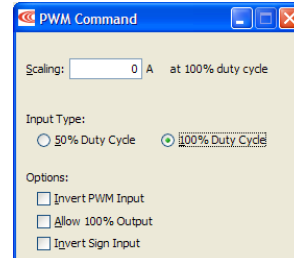 PWM Command
Scaling: 0 A at 100% duty cycle
Input Type:
50% Duty Cycle 100% Duty Cycle
Options:
Invert PWM Input
Allow 100% Output
Invert Sign Input